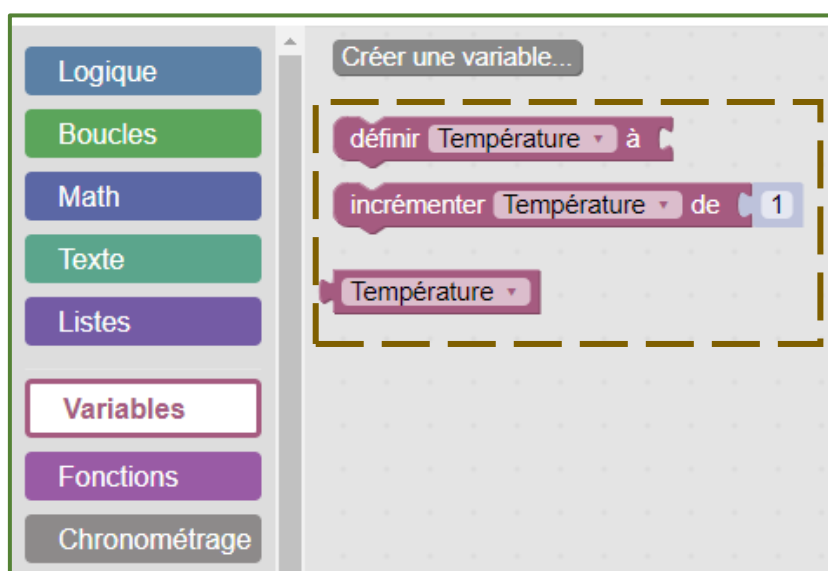 Logique
Boucles
Math
Texte
Listes
Variables
Fonctions
Chronométrage
Créer une variable...
définir Température à
incrémenter Température de 1
Température